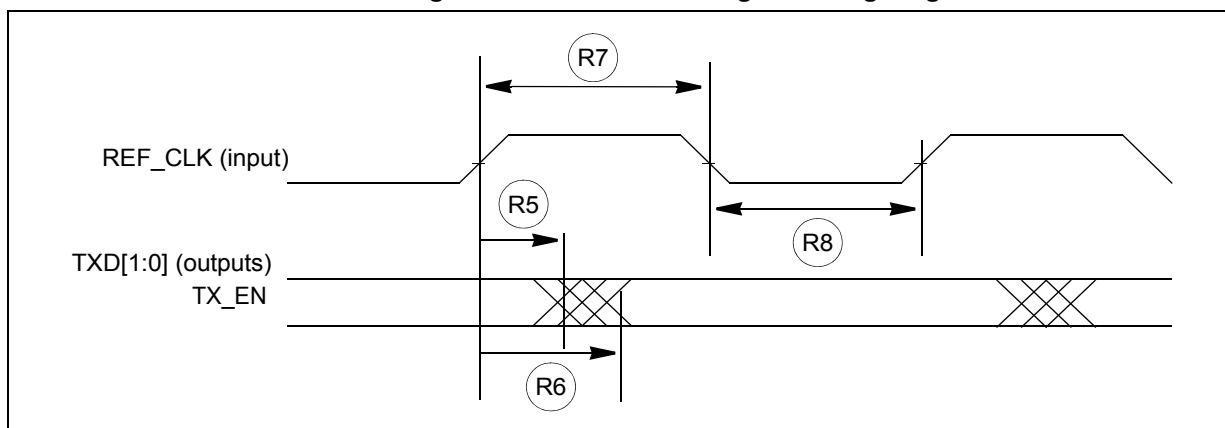 R7
REF_CLK (input)
R5
R8
TXD[1:0] (outputs)
TX_EN
R6